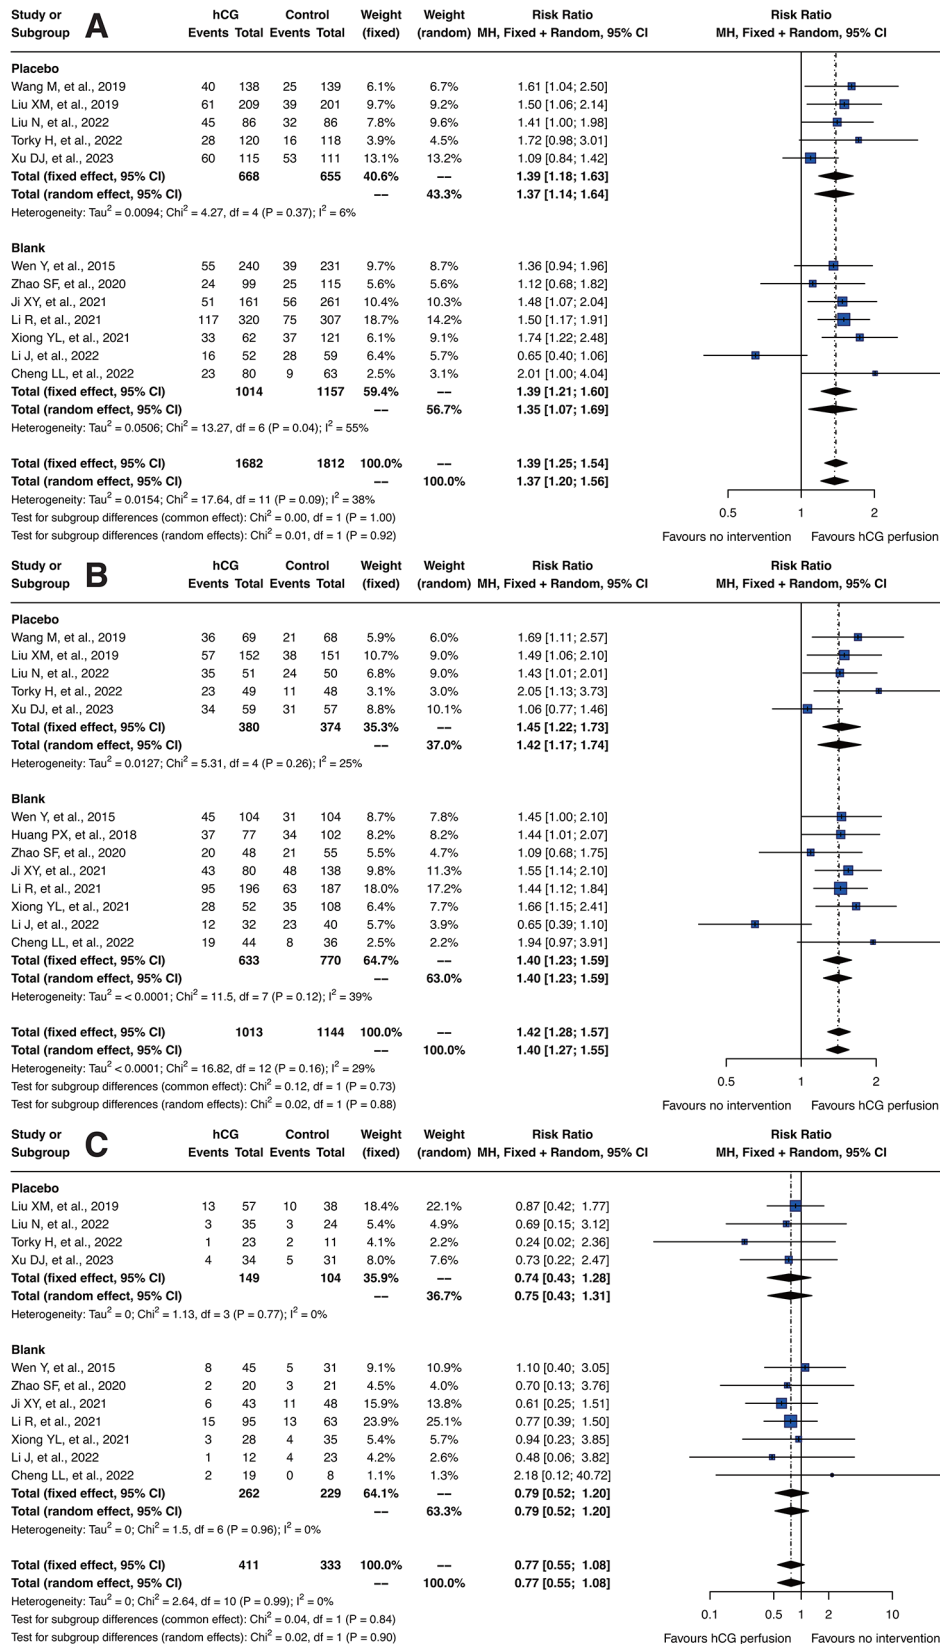 Study or hCG Control Weight Weight Risk Ratio Risk Ratio
Subgroup A Events Total Events Total (fixed) (random) MH, Fixed + Random, 95% CI MH, Fixed + Random, 95% CI
Placebo
Wang M, et al., 2019 40 138 25 139 6.1% 6.7% 1.61 [1.04; 2.50]
Liu XM, et al., 2019 61 209 39 201 9.7% 9.2% 1.50 [1.06; 2.14]
Liu N, et al., 2022 45 86 32 86 7.8% 9.6% 1.41 [1.00; 1.98]
Torky H, et al., 2022 28 120 16 118 3.9% 4.5% 1.72 [0.98; 3.01]
Xu DJ, et al., 2023 60 115 53 111 13.1% 13.2% 1.09 [0.84; 1.42]
Total (fixed effect, 95% CI) 668 655 40.6% –– 1.39 [1.18; 1.63]
Total (random effect, 95% CI) –– 43.3% 1.37 [1.14; 1.64]
Heterogeneity: Tau² = 0.0094; Chi² = 4.27, df = 4 (P = 0.37); I² = 6%
Blank
Wen Y, et al., 2015 55 240 39 231 9.7% 8.7% 1.36 [0.94; 1.96]
Zhao SF, et al., 2020 24 99 25 115 5.6% 5.6% 1.12 [0.68; 1.82]
Ji XY, et al., 2021 51 161 56 261 10.4% 10.3% 1.48 [1.07; 2.04]
Li R, et al., 2021 117 320 75 307 18.7% 14.2% 1.50 [1.17; 1.91]
Xiong YL, et al., 2021 33 62 37 121 6.1% 9.1% 1.74 [1.22; 2.48]
Li J, et al., 2022 16 52 28 59 6.4% 5.7% 0.65 [0.40; 1.06]
Cheng LL, et al., 2022 23 80 9 63 2.5% 3.1% 2.01 [1.00; 4.04]
Total (fixed effect, 95% CI) 1014 1157 59.4% –– 1.39 [1.21; 1.60]
Total (random effect, 95% CI) –– 56.7% 1.35 [1.07; 1.69]
Heterogeneity: Tau² = 0.0506; Chi² = 13.27, df = 6 (P = 0.04); I² = 55%
Total (fixed effect, 95% CI) 1682 1812 100.0% –– 1.39 [1.25; 1.54]
Total (random effect, 95% CI) –– 100.0% 1.37 [1.20; 1.56]
Heterogeneity: Tau² = 0.0154; Chi² = 17.64, df = 11 (P = 0.09); I² = 38%
Test for subgroup differences (common effect): Chi² = 0.00, df = 1 (P = 1.00)
Test for subgroup differences (random effects): Chi² = 0.01, df = 1 (P = 0.92)
0.5 1 2
Favours no intervention Favours hCG perfusion
Study or hCG Control Weight Weight Risk Ratio Risk Ratio
Subgroup B Events Total Events Total (fixed) (random) MH, Fixed + Random, 95% CI MH, Fixed + Random, 95% CI
Placebo
Wang M, et al., 2019 36 69 21 68 5.9% 6.0% 1.69 [1.11; 2.57]
Liu XM, et al., 2019 57 152 38 151 10.7% 9.0% 1.49 [1.06; 2.10]
Liu N, et al., 2022 35 51 24 50 6.8% 9.0% 1.43 [1.01; 2.01]
Torky H, et al., 2022 23 49 11 48 3.1% 3.0% 2.05 [1.13; 3.73]
Xu DJ, et al., 2023 34 59 31 57 8.8% 10.1% 1.06 [0.77; 1.46]
Total (fixed effect, 95% CI) 380 374 35.3% –– 1.45 [1.22; 1.73]
Total (random effect, 95% CI) –– 37.0% 1.42 [1.17; 1.74]
Heterogeneity: Tau² = 0.0127; Chi² = 5.31, df = 4 (P = 0.26); I² = 25%
Blank
Wen Y, et al., 2015 45 104 31 104 8.7% 7.8% 1.45 [1.00; 2.10]
Huang PX, et al., 2018 37 77 34 102 8.2% 8.2% 1.44 [1.01; 2.07]
Zhao SF, et al., 2020 20 48 21 55 5.5% 4.7% 1.09 [0.68; 1.75]
Ji XY, et al., 2021 43 80 48 138 9.8% 11.3% 1.55 [1.14; 2.10]
Li R, et al., 2021 95 196 63 187 18.0% 17.2% 1.44 [1.12; 1.84]
Xiong YL, et al., 2021 28 52 35 108 6.4% 7.7% 1.66 [1.15; 2.41]
Li J, et al., 2022 12 32 23 40 5.7% 3.9% 0.65 [0.39; 1.10]
Cheng LL, et al., 2022 19 44 8 36 2.5% 2.2% 1.94 [0.97; 3.91]
Total (fixed effect, 95% CI) 633 770 64.7% –– 1.40 [1.23; 1.59]
Total (random effect, 95% CI) –– 63.0% 1.40 [1.23; 1.59]
Heterogeneity: Tau² = < 0.0001; Chi² = 11.5, df = 7 (P = 0.12); I² = 39%
Total (fixed effect, 95% CI) 1013 1144 100.0% –– 1.42 [1.28; 1.57]
Total (random effect, 95% CI) –– 100.0% 1.40 [1.27; 1.55]
Heterogeneity: Tau² < 0.0001; Chi² = 16.82, df = 12 (P = 0.16); I² = 29%
Test for subgroup differences (common effect): Chi² = 0.12, df = 1 (P = 0.73)
Test for subgroup differences (random effects): Chi² = 0.02, df = 1 (P = 0.88)
0.5 1 2
Favours no intervention Favours hCG perfusion
Study or hCG Control Weight Weight Risk Ratio Risk Ratio
Subgroup C Events Total Events Total (fixed) (random) MH, Fixed + Random, 95% CI MH, Fixed + Random, 95% CI
Placebo
Liu XM, et al., 2019 13 57 10 38 18.4% 22.1% 0.87 [0.42; 1.77]
Liu N, et al., 2022 3 35 3 24 5.4% 4.9% 0.69 [0.15; 3.12]
Torky H, et al., 2022 1 23 2 11 4.1% 2.2% 0.24 [0.02; 2.36]
Xu DJ, et al., 2023 4 34 5 31 8.0% 7.6% 0.73 [0.22; 2.47]
Total (fixed effect, 95% CI) 149 104 35.9% –– 0.74 [0.43; 1.28]
Total (random effect, 95% CI) –– 36.7% 0.75 [0.43; 1.31]
Heterogeneity: Tau² = 0; Chi² = 1.13, df = 3 (P = 0.77); I² = 0%
Blank
Wen Y, et al., 2015 8 45 5 31 9.1% 10.9% 1.10 [0.40; 3.05]
Zhao SF, et al., 2020 2 20 3 21 4.5% 4.0% 0.70 [0.13; 3.76]
Ji XY, et al., 2021 6 43 11 48 15.9% 13.8% 0.61 [0.25; 1.51]
Li R, et al., 2021 15 95 13 63 23.9% 25.1% 0.77 [0.39; 1.50]
Xiong YL, et al., 2021 3 28 4 35 5.4% 5.7% 0.94 [0.23; 3.85]
Li J, et al., 2022 1 12 4 23 4.2% 2.6% 0.48 [0.06; 3.82]
Cheng LL, et al., 2022 2 19 0 8 1.1% 1.3% 2.18 [0.12; 40.72]
Total (fixed effect, 95% CI) 262 229 64.1% –– 0.79 [0.52; 1.20]
Total (random effect, 95% CI) –– 63.3% 0.79 [0.52; 1.20]
Heterogeneity: Tau² = 0; Chi² = 1.5, df = 6 (P = 0.96); I² = 0%
Total (fixed effect, 95% CI) 411 333 100.0% –– 0.77 [0.55; 1.08]
Total (random effect, 95% CI) –– 100.0% 0.77 [0.55; 1.08]
Heterogeneity: Tau² = 0; Chi² = 2.64, df = 10 (P = 0.99); I² = 0%
Test for subgroup differences (common effect): Chi² = 0.04, df = 1 (P = 0.84)
Test for subgroup differences (random effects): Chi² = 0.02, df = 1 (P = 0.90)
0.1 0.5 1 2 10
Favours hCG perfusion Favours no intervention